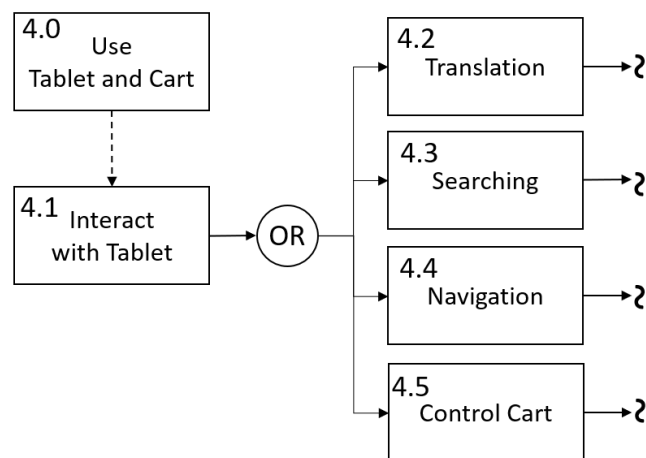 4.0
Use
Tablet and Cart
4.1
Interact
with Tablet
OR
4.2
Translation
4.3
Searching
4.4
Navigation
4.5
Control Cart